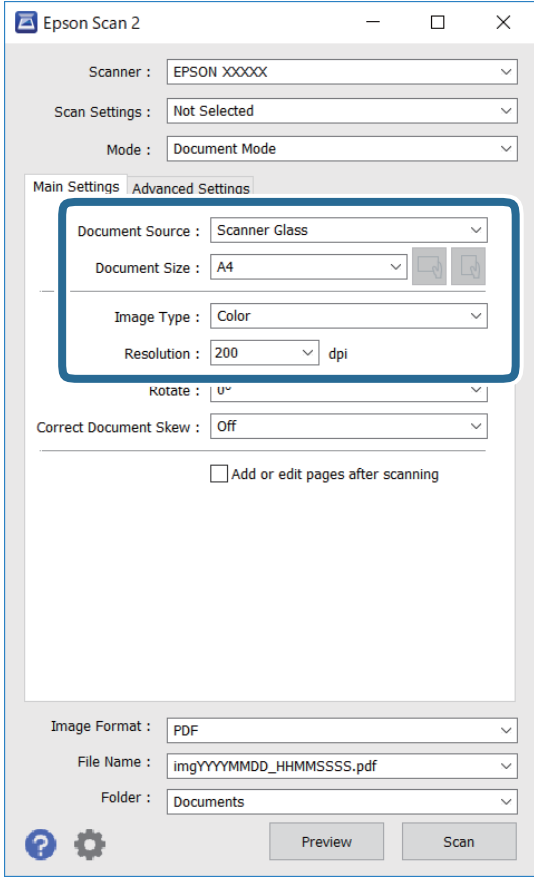 Epson Scan 2
Scanner : EPSON XXXXX
Scan Settings : Not Selected
Mode : Document Mode
Main Settings Advanced Settings
Document Source : Scanner Glass
Document Size : A4
Image Type : Color
Resolution : 200 dpi
Rotate : 0°
Correct Document Skew : Off
Add or edit pages after scanning
Image Format : PDF
File Name : imgYYYYMMDD_HHMMSSSS.pdf
Folder : Documents
Preview Scan